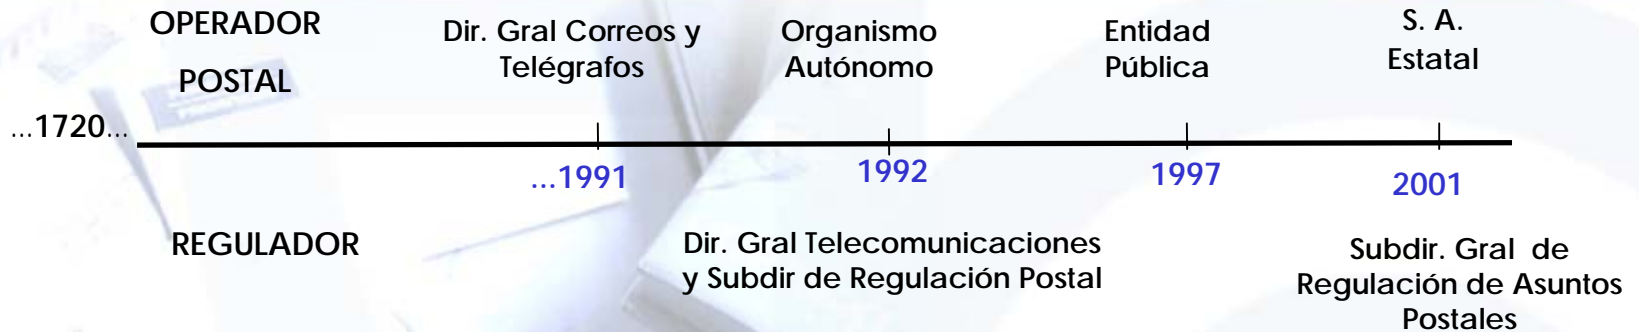 OPERADOR
POSTAL
Dir. Gral Correos y
Telégrafos
Organismo
Autónomo
Entidad
Pública
S. A.
Estatal
...1720...
...1991
1992
1997
2001
REGULADOR
Dir. Gral Telecomunicaciones
y Subdir de Regulación Postal
Subdir. Gral de
Regulación de Asuntos
Postales